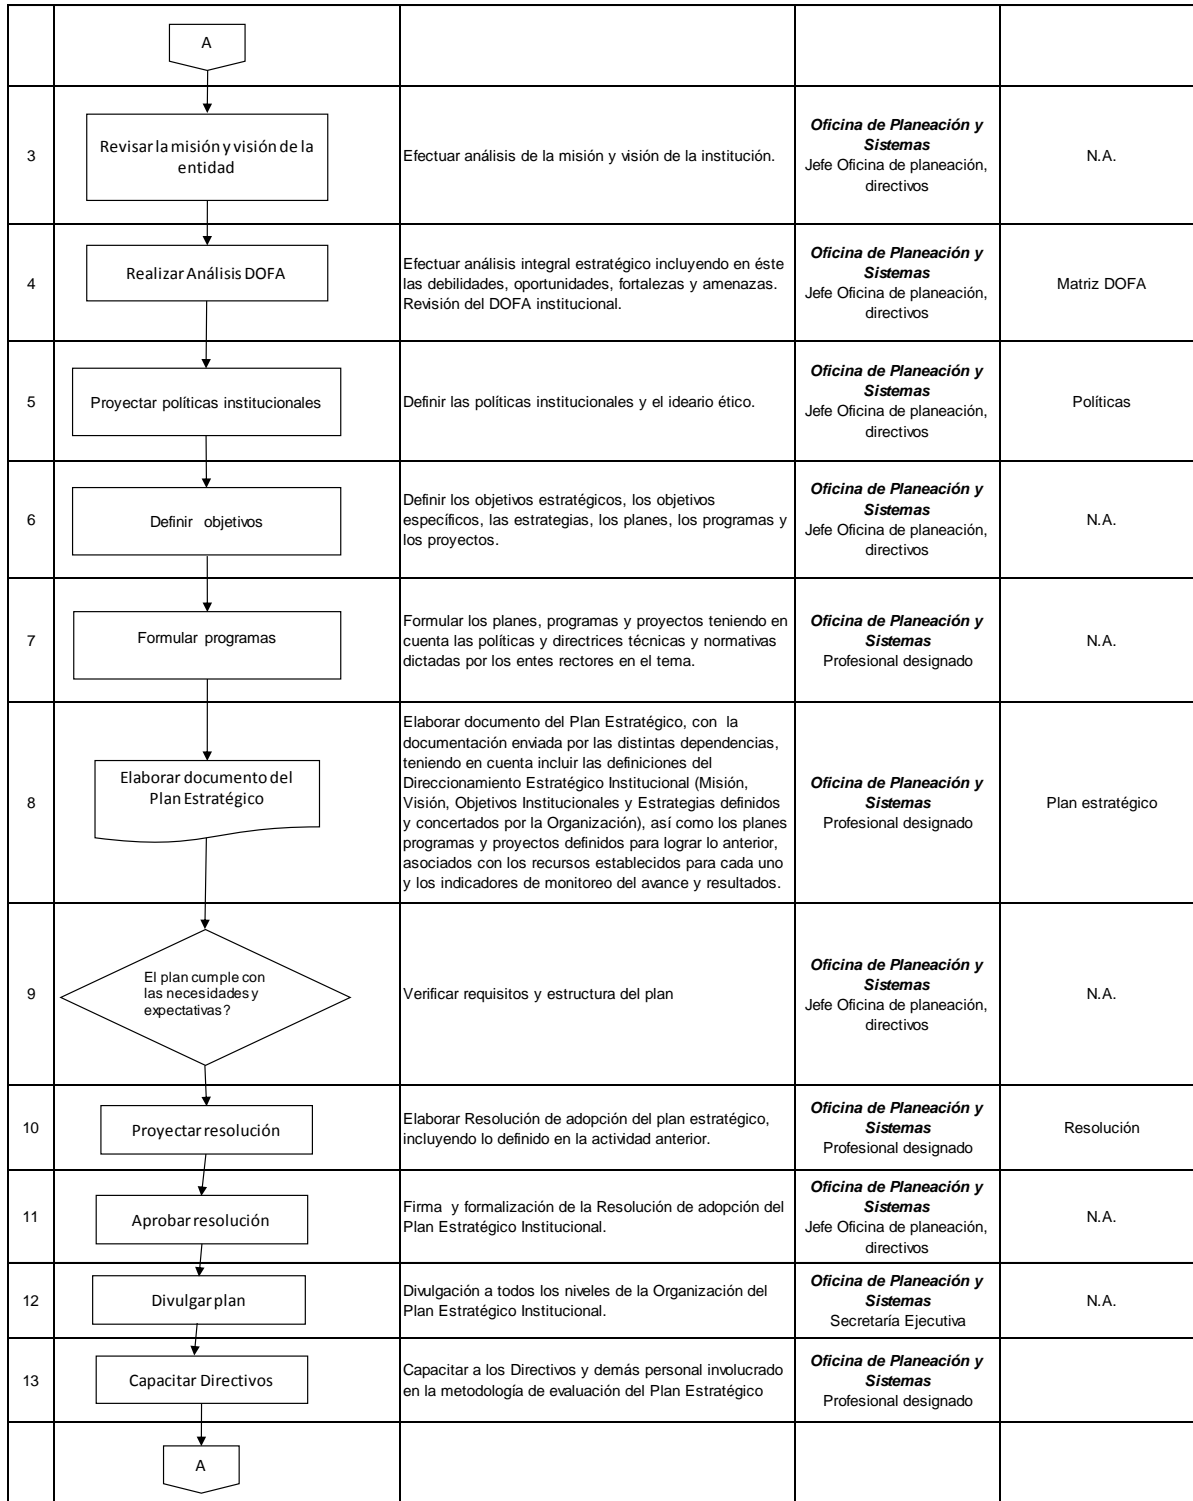 A
3
Revisar la misión y visión de la
entidad
Efectuar análisis de la misión y visión de la institución.
Oficina de Planeación y
Sistemas
Jefe Oficina de planeación,
directivos
N.A.
4
Realizar Análisis DOFA
Efectuar análisis integral estratégico incluyendo en éste
las debilidades, oportunidades, fortalezas y amenazas.
Revisión del DOFA institucional.
Oficina de Planeación y
Sistemas
Jefe Oficina de planeación,
directivos
Matriz DOFA
5
Proyectar políticas institucionales
Definir las políticas institucionales y el ideario ético.
Oficina de Planeación y
Sistemas
Jefe Oficina de planeación,
directivos
Políticas
6
Definir objetivos
Definir los objetivos estratégicos, los objetivos
específicos, las estrategias, los planes, los programas y
los proyectos.
Oficina de Planeación y
Sistemas
Jefe Oficina de planeación,
directivos
N.A.
7
Formular programas
Formular los planes, programas y proyectos teniendo en
cuenta las políticas y directrices técnicas y normativas
dictadas por los entes rectores en el tema.
Oficina de Planeación y
Sistemas
Profesional designado
N.A.
8
Elaborar documento del
Plan Estratégico
Elaborar documento del Plan Estratégico, con la
documentación enviada por las distintas dependencias,
teniendo en cuenta incluir las definiciones del
Direccionamiento Estratégico Institucional (Misión,
Visión, Objetivos Institucionales y Estrategias definidos
y concertados por la Organización), así como los planes
programas y proyectos definidos para lograr lo anterior,
asociados con los recursos establecidos para cada uno
y los indicadores de monitoreo del avance y resultados.
Oficina de Planeación y
Sistemas
Profesional designado
Plan estratégico
9
El plan cumple con
las necesidades y
expectativas?
Verificar requisitos y estructura del plan
Oficina de Planeación y
Sistemas
Jefe Oficina de planeación,
directivos
N.A.
10
Proyectar resolución
Elaborar Resolución de adopción del plan estratégico,
incluyendo lo definido en la actividad anterior.
Oficina de Planeación y
Sistemas
Profesional designado
Resolución
11
Aprobar resolución
Firma y formalización de la Resolución de adopción del
Plan Estratégico Institucional.
Oficina de Planeación y
Sistemas
Jefe Oficina de planeación,
directivos
N.A.
12
Divulgar plan
Divulgación a todos los niveles de la Organización del
Plan Estratégico Institucional.
Oficina de Planeación y
Sistemas
Secretaría Ejecutiva
N.A.
13
Capacitar Directivos
Capacitar a los Directivos y demás personal involucrado
en la metodología de evaluación del Plan Estratégico
Oficina de Planeación y
Sistemas
Profesional designado
A